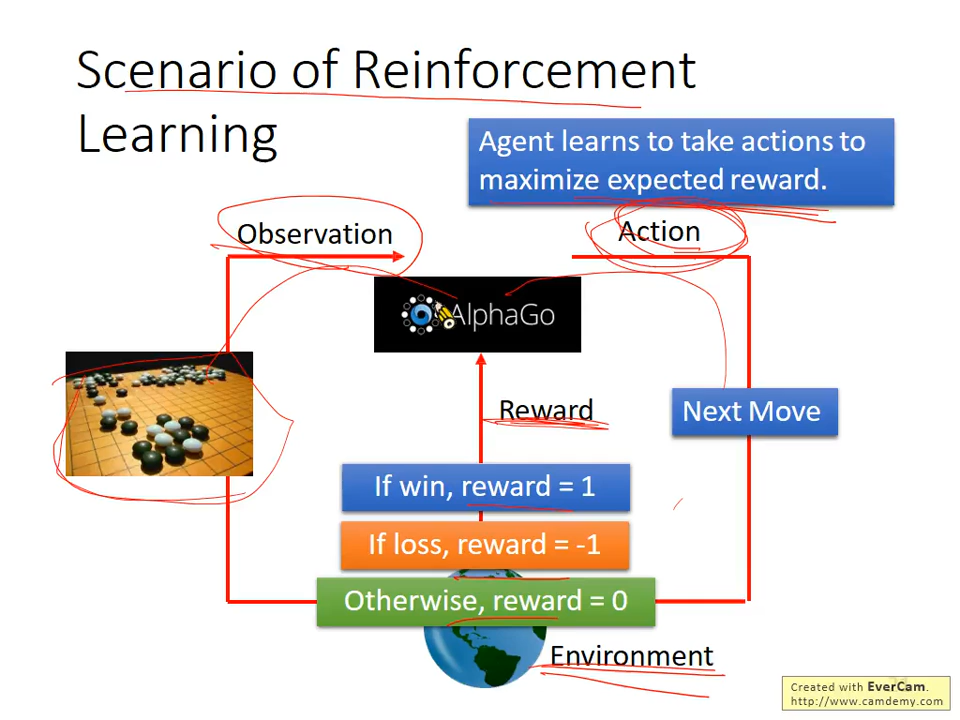 Scenario of Reinforcement
Learning
Agent learns to take actions to
maximize expected reward.
Observation
Action
AlphaGo
Reward
Next Move
If win, reward = 1
If loss, reward = -1
Otherwise, reward = 0
Environment
Created with EverCam.
http://www.camdemy.com